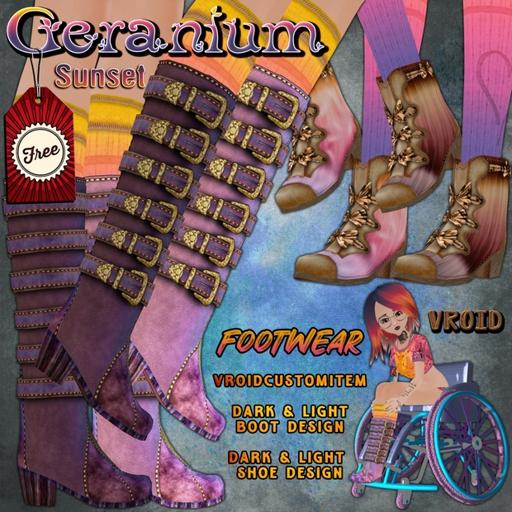 Geranium
Sunset
Free
VROID
FOOTWEAR
VROIDCUSTOMITEM
DARK & LIGHT
BOOT DESIGN
DARK & LIGHT
SHOE DESIGN